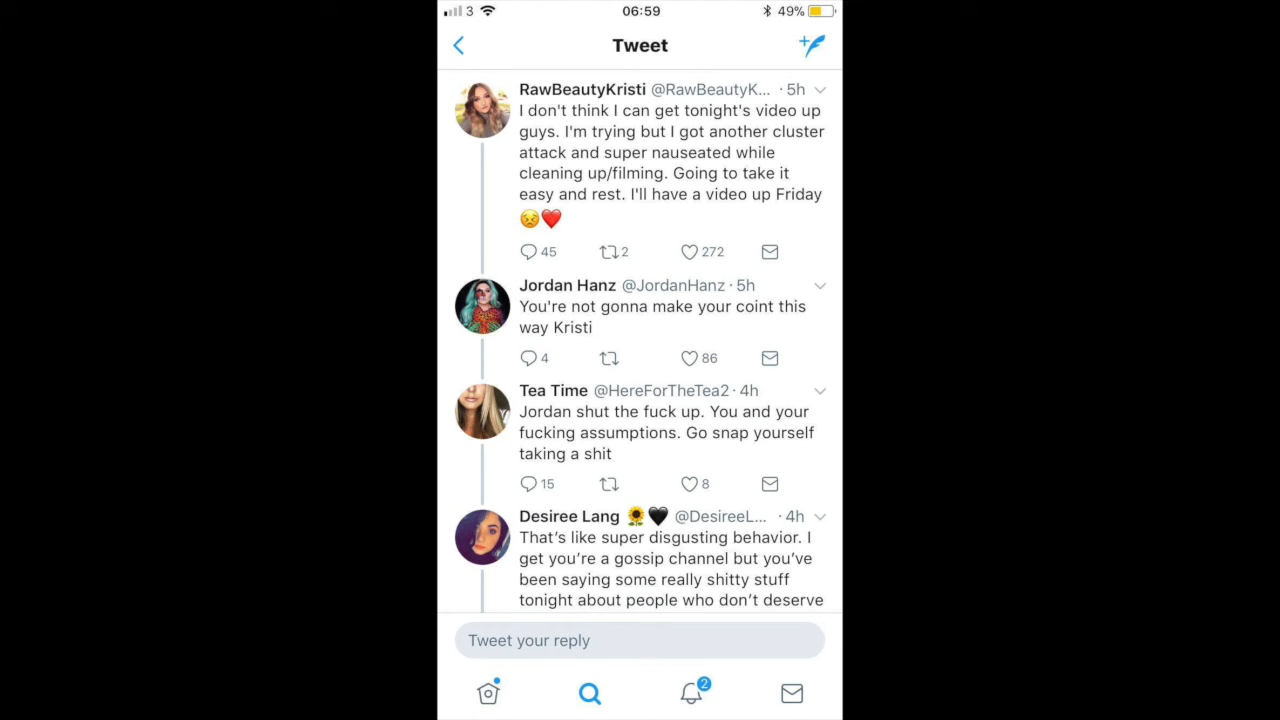 3 06:59 49%
Tweet
RawBeautyKristi @RawBeautyK... · 5h
I don't think I can get tonight's video up
guys. I'm trying but I got another cluster
attack and super nauseated while
cleaning up/filming. Going to take it
easy and rest. I'll have a video up Friday
😣❤️
45 2 272
Jordan Hanz @JordanHanz · 5h
You're not gonna make your coint this
way Kristi
4 86
Tea Time @HereForTheTea2 · 4h
Jordan shut the fuck up. You and your
fucking assumptions. Go snap yourself
taking a shit
15 8
Desiree Lang 🌻🖤 @DesireeL... · 4h
That’s like super disgusting behavior. I
get you’re a gossip channel but you’ve
been saying some really shitty stuff
tonight about people who don’t deserve
Tweet your reply
2